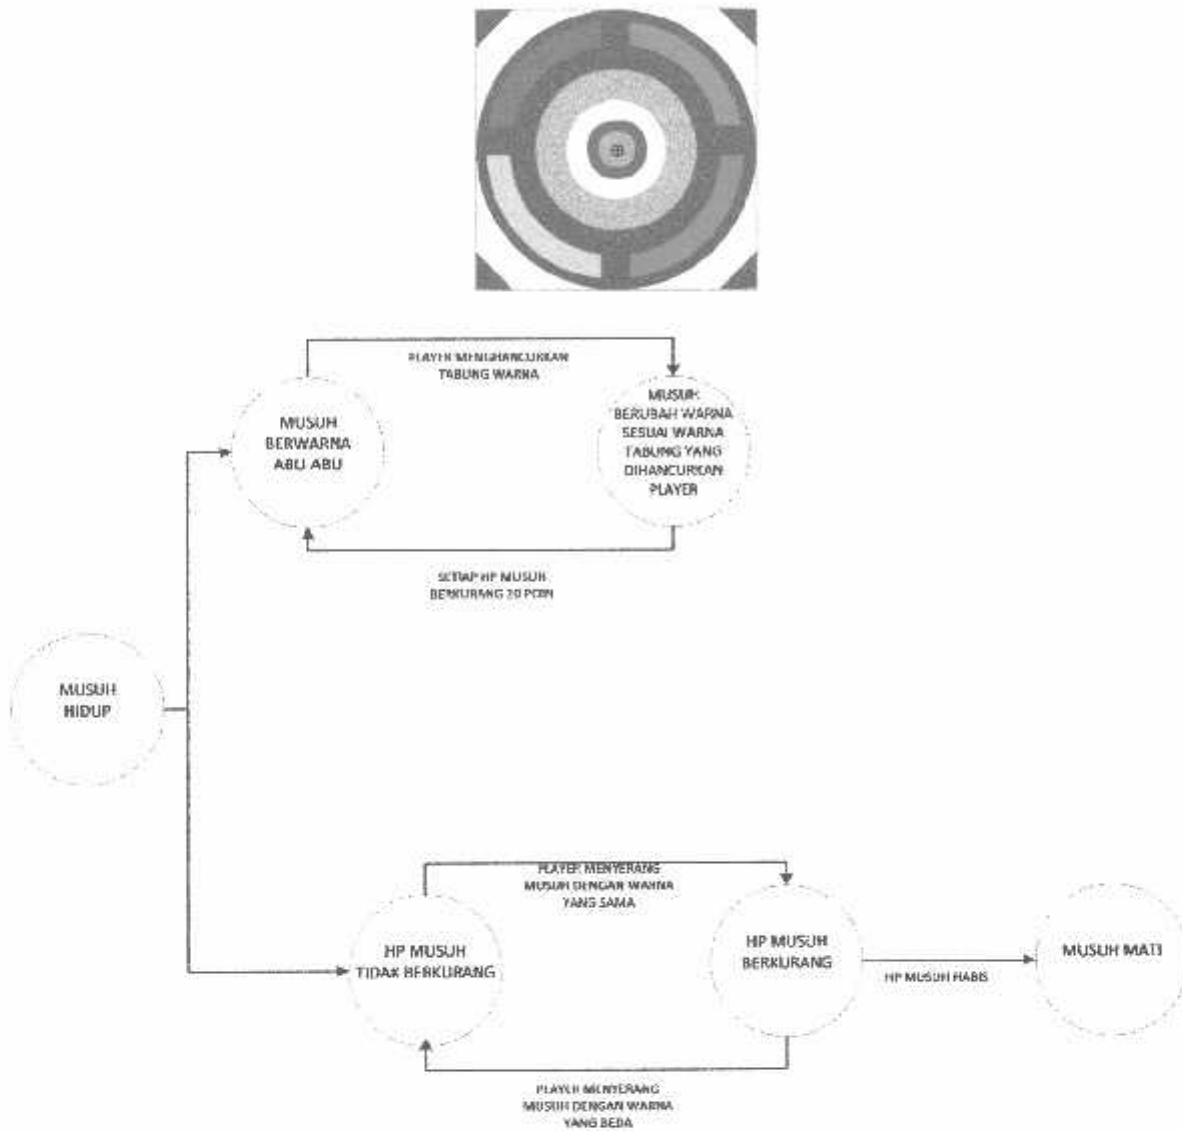 PLAYER MENGHANCURKAN
TABUNG WARNA
MUSUH
BERWARNA
ABU ABU
MUSUH
BERUBAH WARNA
SESUAI WARNA
TABUNG YANG
DIHANCURKAN
PLAYER
SETIAP HP MUSUH
BERKURANG 20 POIN
MUSUH
HIDUP
PLAYER MENYERANG
MUSUH DENGAN WARNA
YANG SAMA
HP MUSUH
TIDAK BERKURANG
HP MUSUH
BERKURANG
HP MUSUH HABIS
MUSUH MATI
PLAYER MENYERANG
MUSUH DENGAN WARNA
YANG BEDA